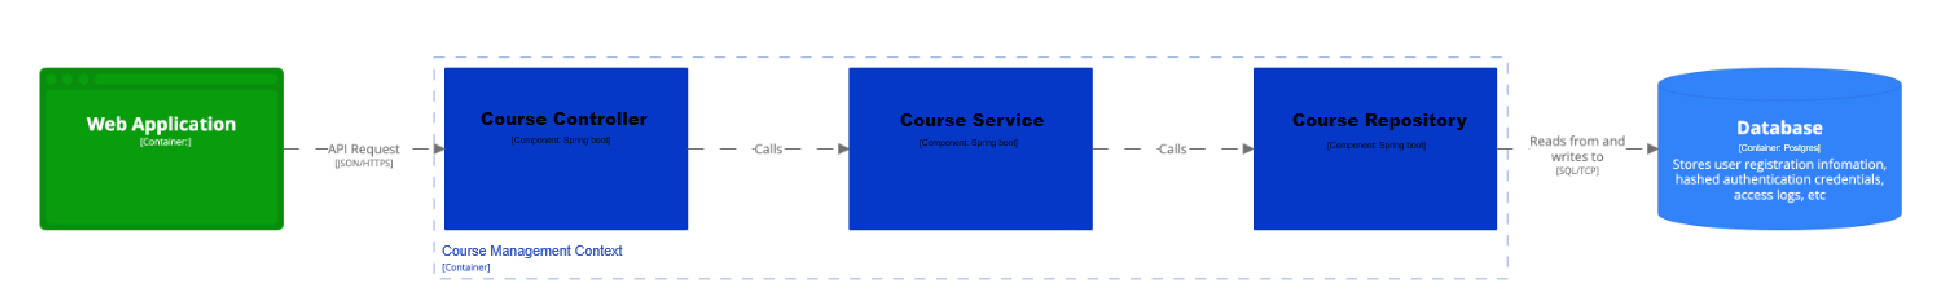 Web Application
[Container:]
API Request
[JSON/HTTPS]
Course Controller
[Component: Spring boot]
Calls
Course Service
[Component: Spring boot]
Calls
Course Repository
[Component: Spring boot]
Course Management Context
[Container]
Reads from and
writes to
[SQL/TCP]
Database
[Container: Postgres]
Stores user registration infomation,
hashed authentication credentials,
access logs, etc